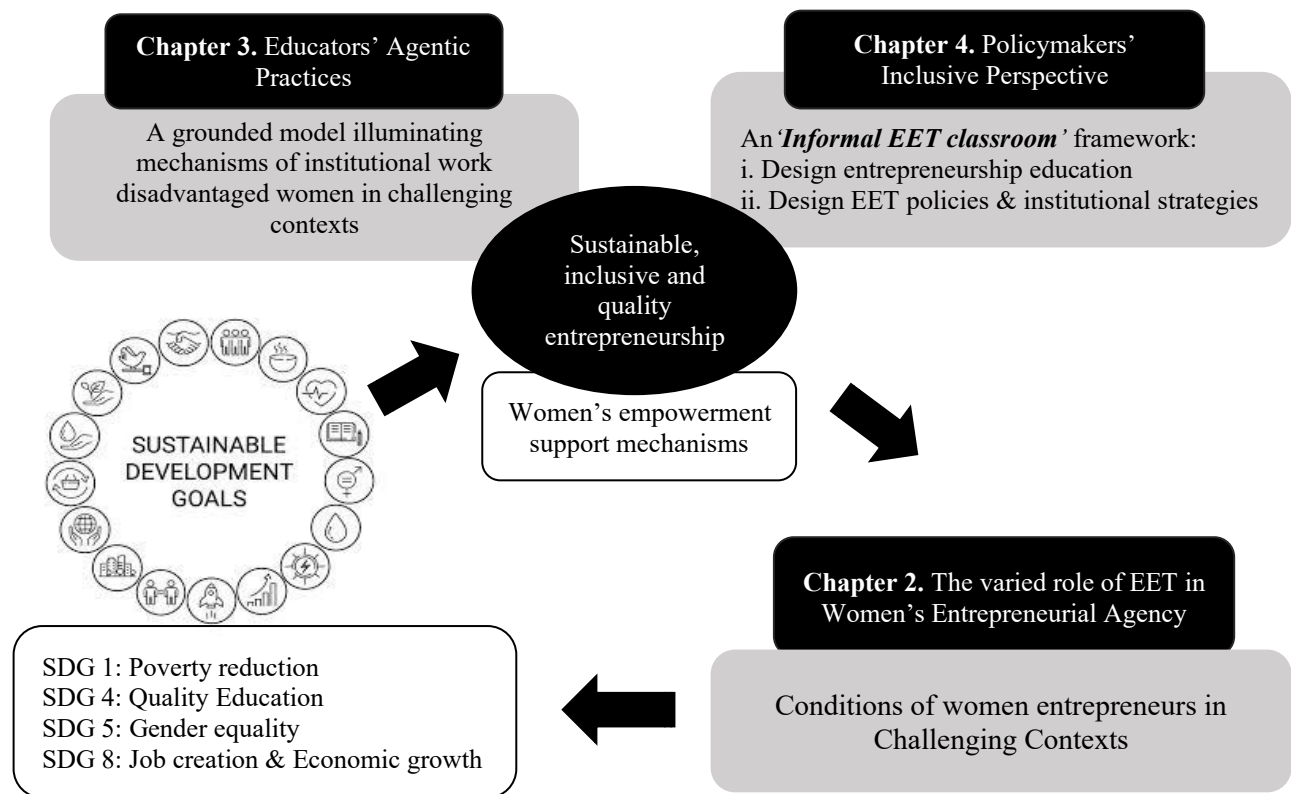 Chapter 3. Educators’ Agentic
Practices
A grounded model illuminating
mechanisms of institutional work
disadvantaged women in challenging
contexts
Chapter 4. Policymakers’
Inclusive Perspective
An ‘Informal EET classroom’ framework:
i. Design entrepreneurship education
ii. Design EET policies & institutional strategies
Sustainable,
inclusive and
quality
entrepreneurship
Women’s empowerment
support mechanisms
SUSTAINABLE
DEVELOPMENT
GOALS
SDG 1: Poverty reduction
SDG 4: Quality Education
SDG 5: Gender equality
SDG 8: Job creation & Economic growth
Chapter 2. The varied role of EET in
Women’s Entrepreneurial Agency
Conditions of women entrepreneurs in
Challenging Contexts